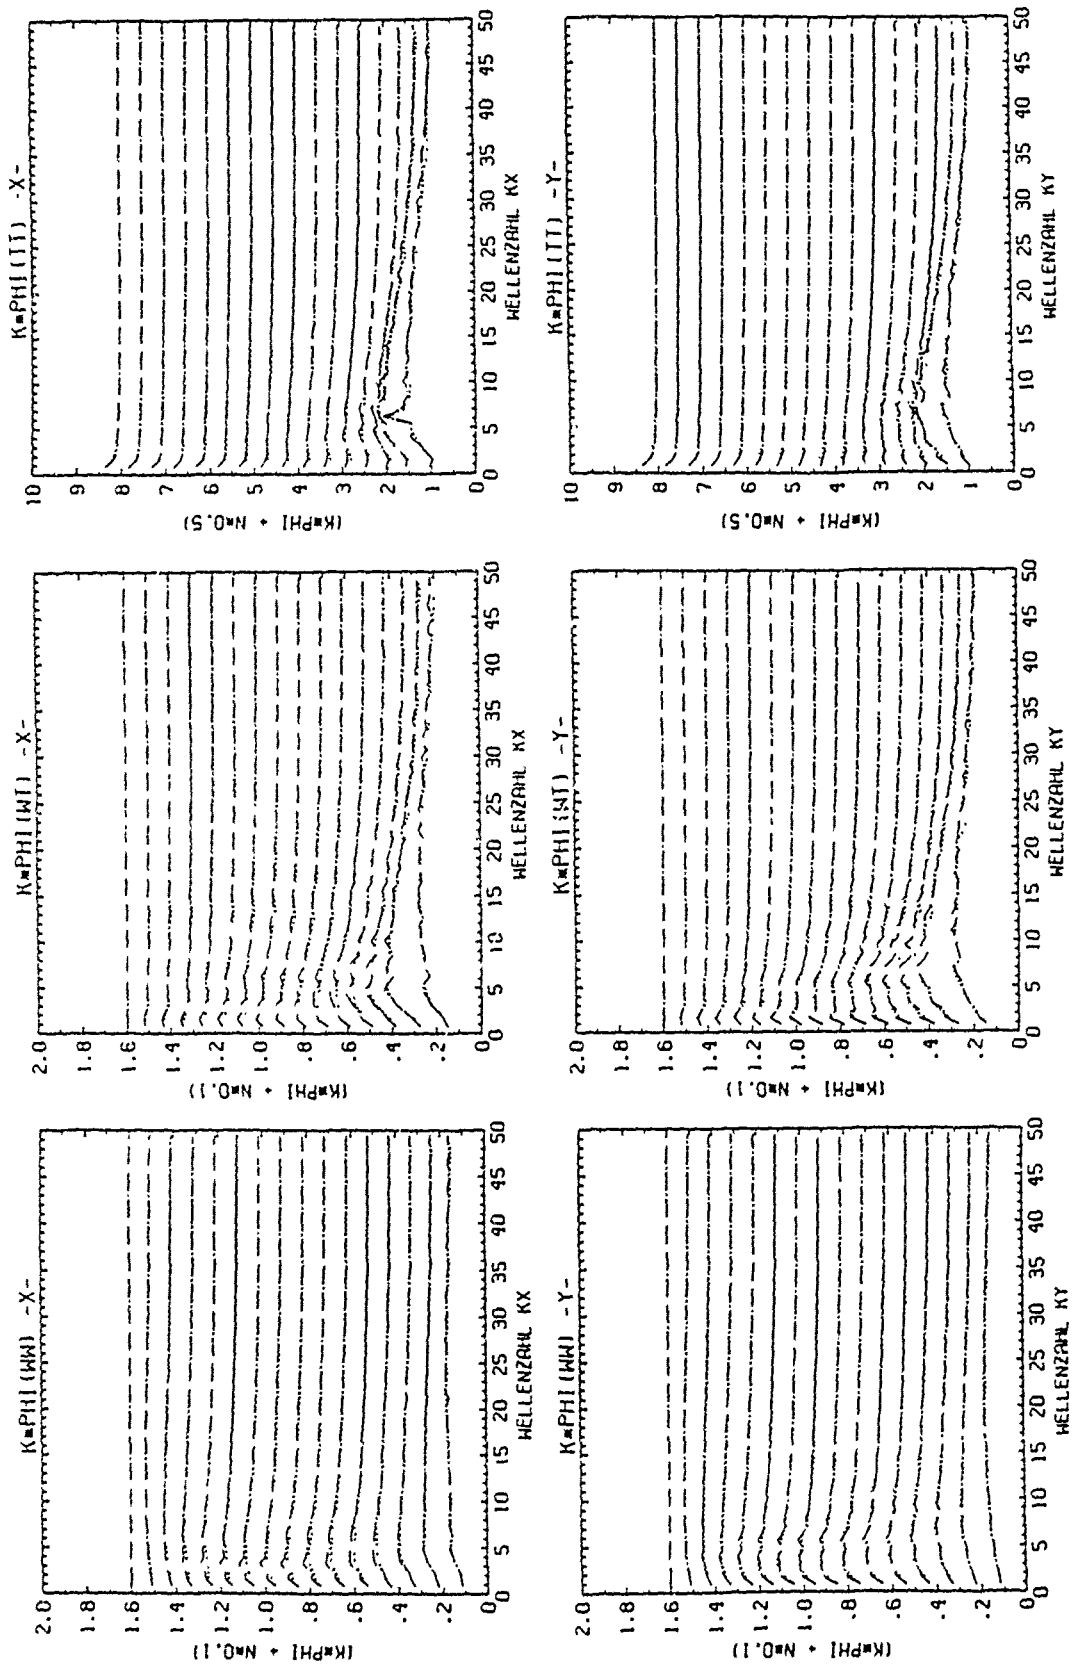 K*PHI(WW) -X-
(K*PHI + N*0.1)
2.0
1.8
1.6
1.4
1.2
1.0
.8
.6
.4
.2
0
0 5 10 15 20 25 30 35 40 45 50
WELLENZAHL KX
K*PHI(WT) -X-
(K*PHI + N*0.1)
2.0
1.8
1.6
1.4
1.2
1.0
.8
.6
.4
.2
0
0 5 10 15 20 25 30 35 40 45 50
WELLENZAHL KX
K*PHI(TT) -X-
(K*PHI + N*0.5)
10
9
8
7
6
5
4
3
2
1
0
0 5 10 15 20 25 30 35 40 45 50
WELLENZAHL KX
K*PHI(WW) -Y-
(K*PHI + N*0.1)
2.0
1.8
1.6
1.4
1.2
1.0
.8
.6
.4
.2
0
0 5 10 15 20 25 30 35 40 45 50
WELLENZAHL KY
K*PHI(WT) -Y-
(K*PHI + N*0.1)
2.0
1.8
1.6
1.4
1.2
1.0
.8
.6
.4
.2
0
0 5 10 15 20 25 30 35 40 45 50
WELLENZAHL KY
K*PHI(TT) -Y-
(K*PHI + N*0.5)
10
9
8
7
6
5
4
3
2
1
0
0 5 10 15 20 25 30 35 40 45 50
WELLENZAHL KY